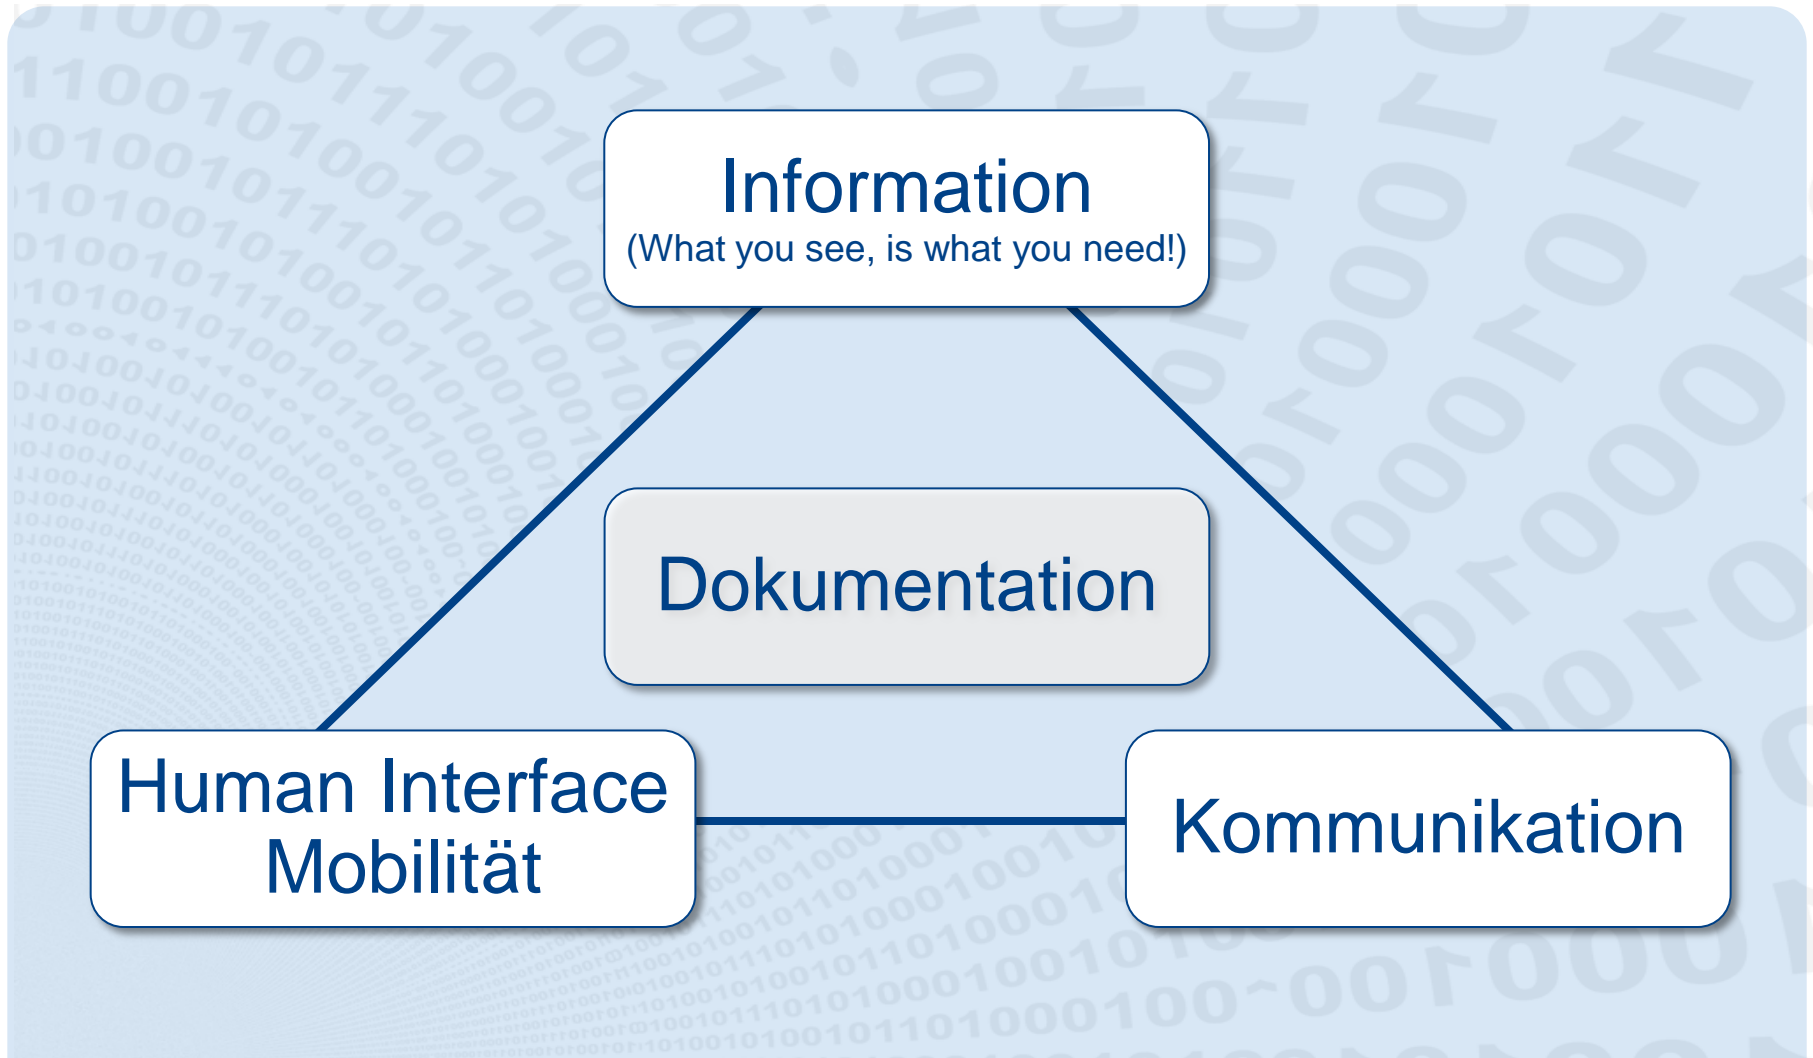 Information
(What you see, is what you need!)
Dokumentation
Human Interface
Mobilität
Kommunikation